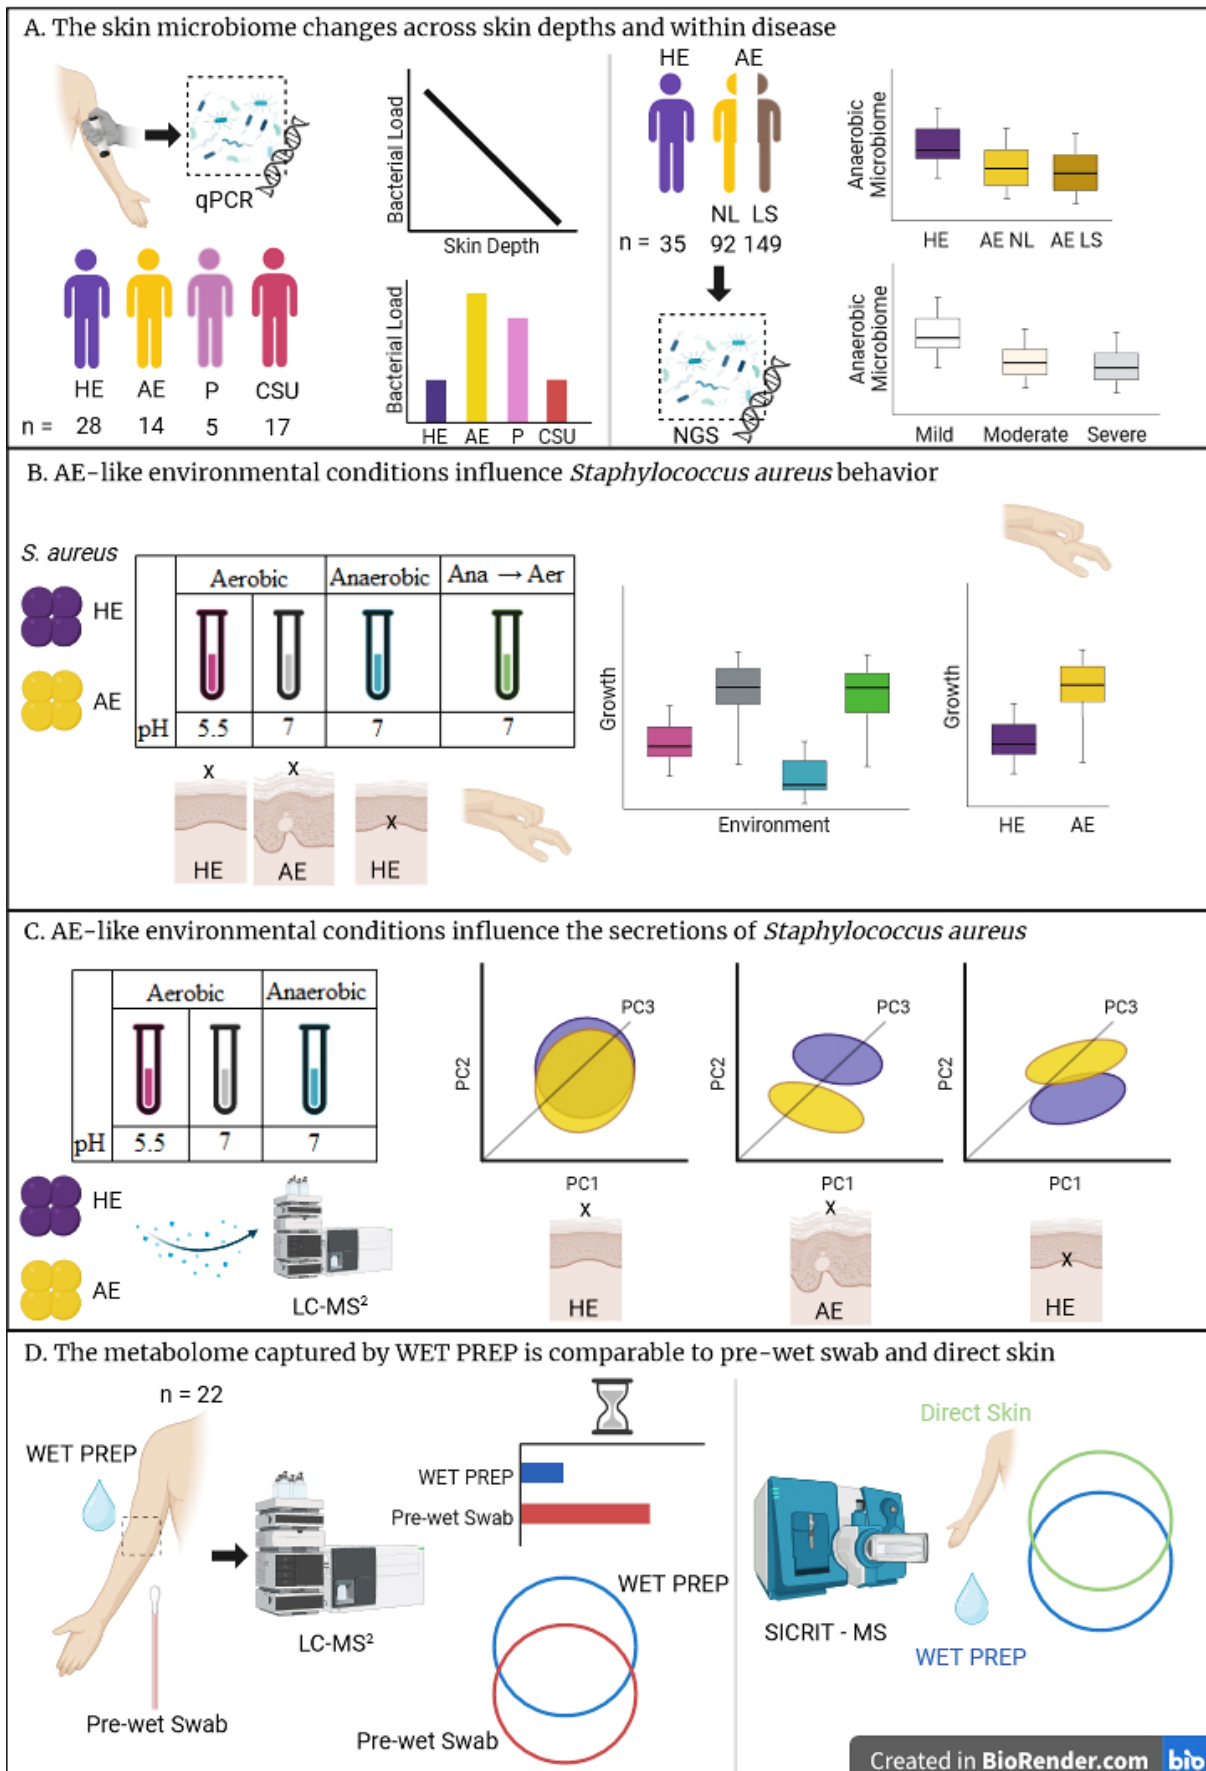 A. The skin microbiome changes across skin depths and within disease
qPCR
HE AE P CSU
n = 28 14 5 17
Bacterial Load
Skin Depth
Bacterial Load
HE AE P CSU
HE AE
NL LS
n = 35 92 149
NGS
Anaerobic
Microbiome
HE AE NL AE LS
Anaerobic
Microbiome
Mild Moderate Severe
B. AE-like environmental conditions influence Staphylococcus aureus behavior
S. aureus
HE
AE
Aerobic Anaerobic Ana → Aer
pH 5.5 7 7 7
x x x
HE AE HE
Growth
Environment
Growth
HE AE
C. AE-like environmental conditions influence the secretions of Staphylococcus aureus
Aerobic Anaerobic
pH 5.5 7 7
HE
AE
LC-MS²
PC2 PC3 PC1
x
HE
PC2 PC3 PC1
x
AE
PC2 PC3 PC1
x
HE
D. The metabolome captured by WET PREP is comparable to pre-wet swab and direct skin
n = 22
WET PREP
Pre-wet Swab
LC-MS²
WET PREP
Pre-wet Swab
WET PREP
Pre-wet Swab
SICRIT - MS
Direct Skin
WET PREP
Created in BioRender.com bio